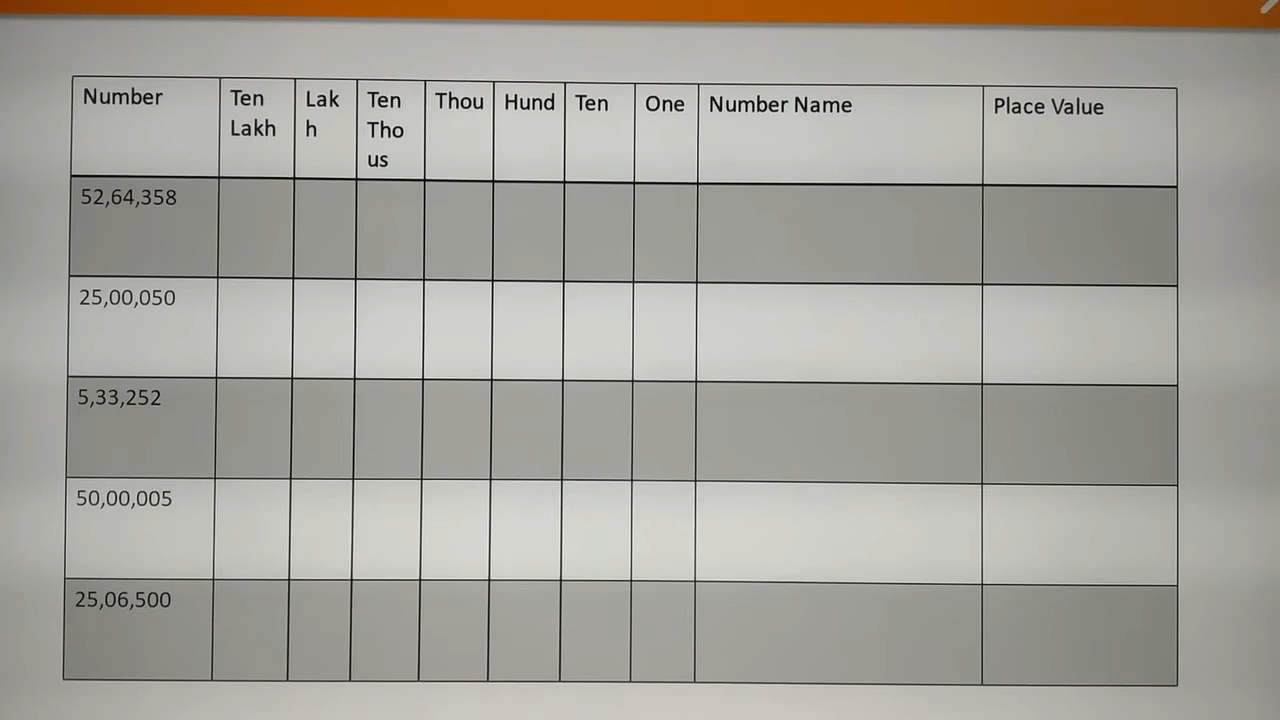 Number
Ten
Lakh
Lak
h
Ten
Tho
us
Thou
Hund
Ten
One
Number Name
Place Value
52,64,358
25,00,050
5,33,252
50,00,005
25,06,500